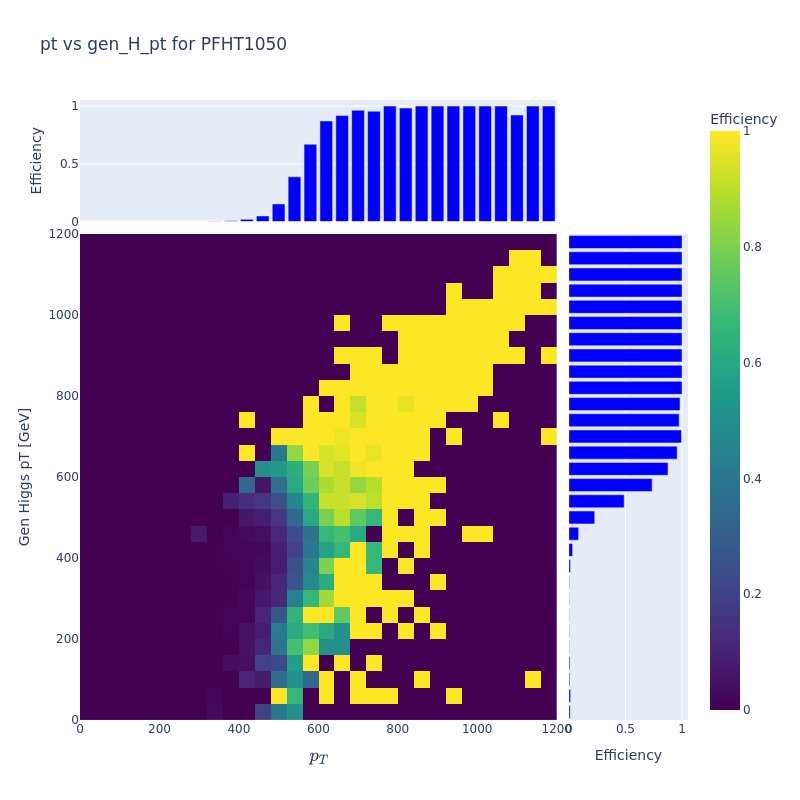 pt vs gen_H_pt for PFHT1050
Efficiency
1
0.5
0
Efficiency
1
0.8
0.6
0.4
0.2
0
Gen Higgs pT [GeV]
1200
1000
800
600
400
200
0
0 200 400 600 800 1000 1200
p_T
0 0.5 1
Efficiency